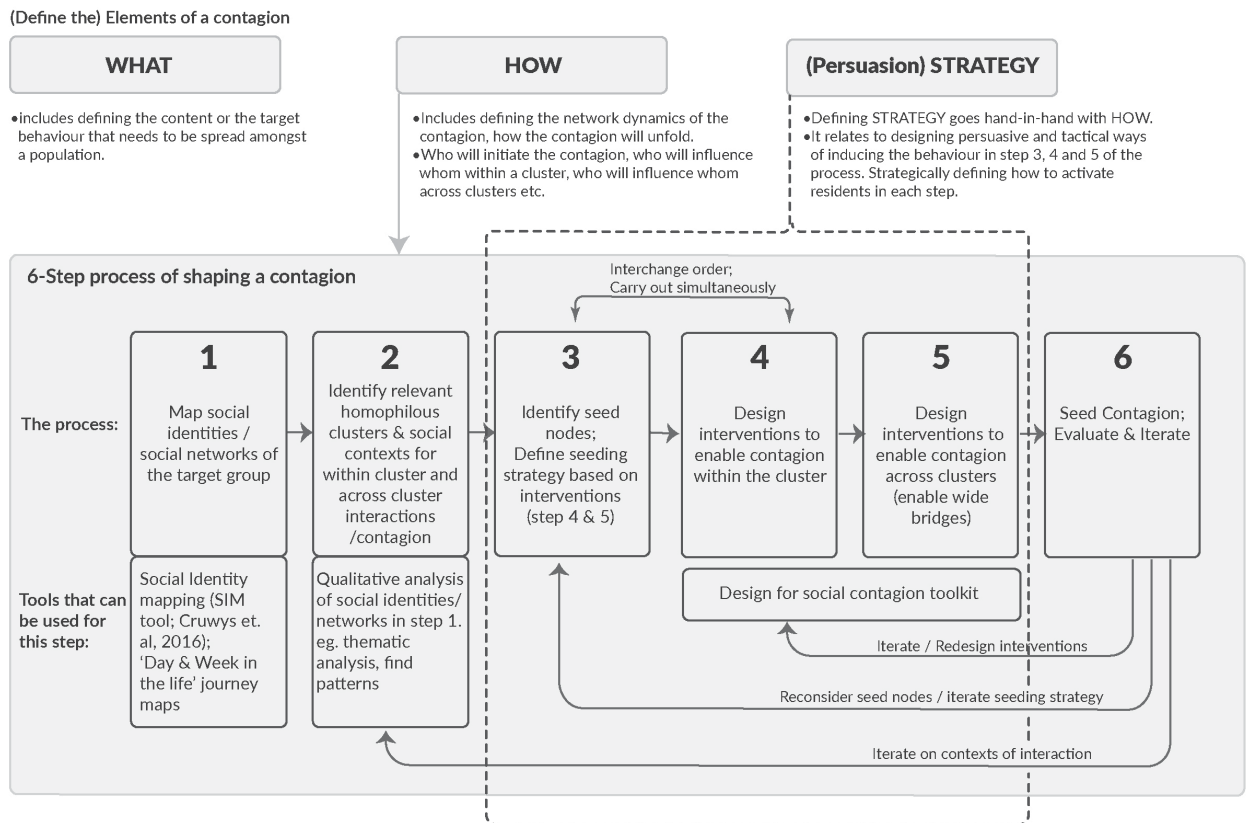 (Define the) Elements of a contagion
WHAT
•includes defining the content or the target
behaviour that needs to be spread amongst
a population.
HOW
•Includes defining the network dynamics of the
contagion, how the contagion will unfold.
•Who will initiate the contagion, who will influence
whom within a cluster, who will influence whom
across clusters etc.
(Persuasion) STRATEGY
•Defining STRATEGY goes hand-in-hand with HOW.
•It relates to designing persuasive and tactical ways
of inducing the behaviour in step 3, 4 and 5 of the
process. Strategically defining how to activate
residents in each step.
6-Step process of shaping a contagion
Interchange order;
Carry out simultaneously
The process:
1
Map social
identities /
social networks of
the target group
2
Identify relevant
homophilous
clusters & social
contexts for
within cluster and
across cluster
interactions
/contagion
3
Identify seed
nodes;
Define seeding
strategy based on
interventions
(step 4 & 5)
4
Design
interventions to
enable contagion
within the cluster
5
Design
interventions to
enable contagion
across clusters
(enable wide
bridges)
6
Seed Contagion;
Evaluate & Iterate
Tools that can
be used for
this step:
Social Identity
mapping (SIM
tool; Cruwys et.
al, 2016);
‘Day & Week in
the life’ journey
maps
Qualitative analysis
of social identities/
networks in step 1.
eg. thematic
analysis, find
patterns
Design for social contagion toolkit
Iterate / Redesign interventions
Reconsider seed nodes / iterate seeding strategy
Iterate on contexts of interaction